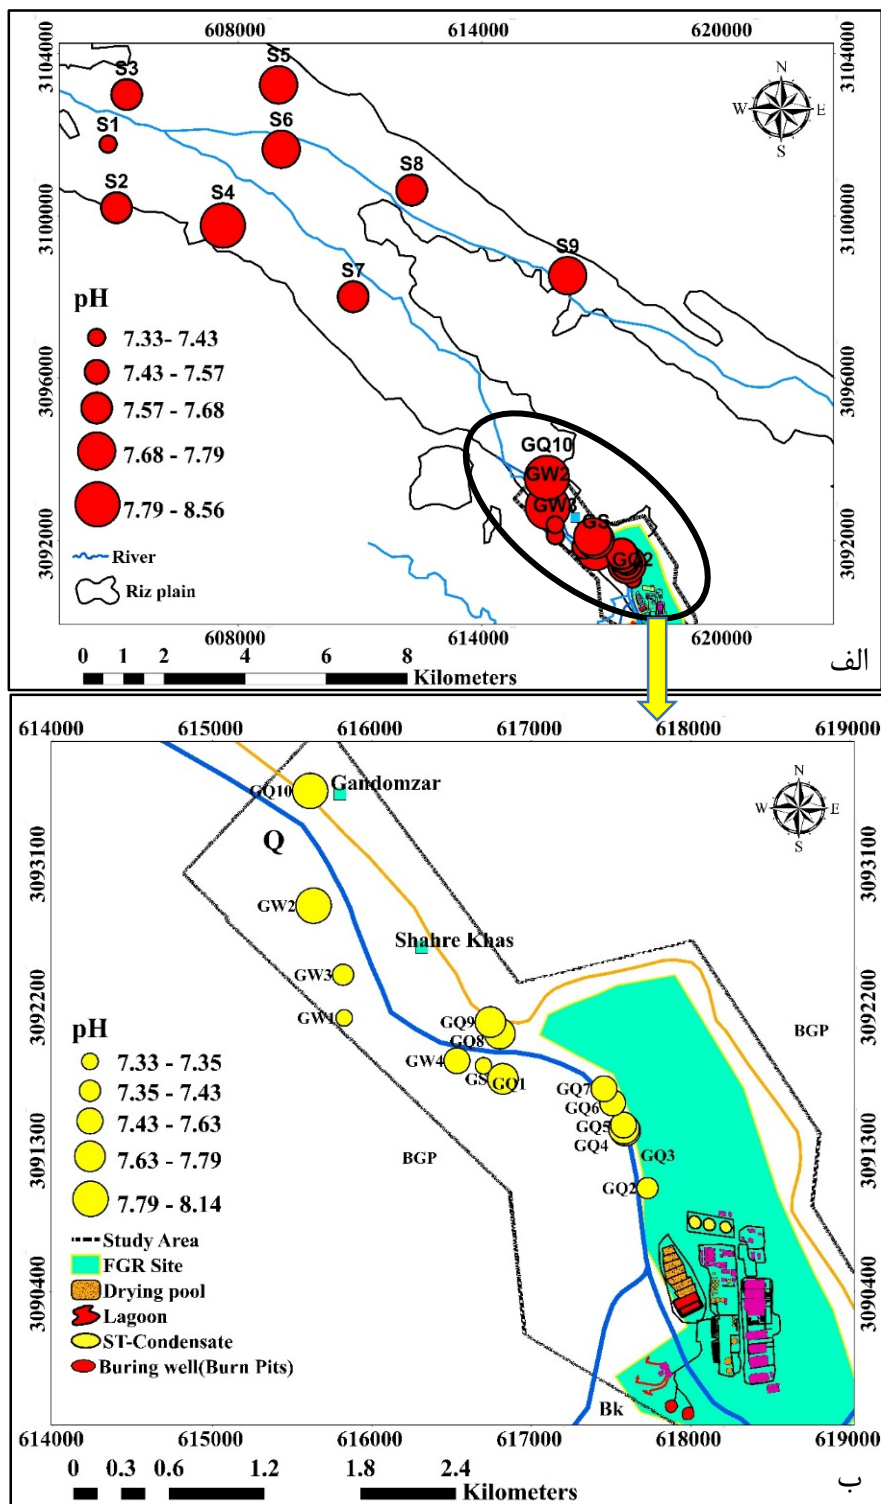 608000 614000 620000
3104000 3104000
S3 S5
S1 S6
S8
S2 S4
3100000 3100000
S7 S9
N
W E
S
pH
7.33- 7.43
7.43 - 7.57
7.57 - 7.68
7.68 - 7.79
7.79 - 8.56
River
Riz plain
3096000 3096000
GQ10
GW2
GW3
GS
GQ2
3092000 3092000
608000 614000 620000
0 1 2 4 6 8
Kilometers
الف
614000 615000 616000 617000 618000 619000
GQ10 Gandomzar
N
W E
S
Q
3093100 3093100
GW2
Shahre Khas
GW3
GW1
3092200 3092200
GQ9
GQ8
BGP
GW4
GS
GQ1
GQ7
GQ6
GQ5
GQ4
GQ3
BGP
GQ2
3091300 3091300
pH
7.33 - 7.35
7.35 - 7.43
7.43 - 7.63
7.63 - 7.79
7.79 - 8.14
Study Area
FGR Site
Drying pool
Lagoon
ST-Condensate
Buring well(Burn Pits)
3090400 3090400
Bk
614000 615000 616000 617000 618000 619000
0 0.3 0.6 1.2 1.8 2.4
Kilometers
ب